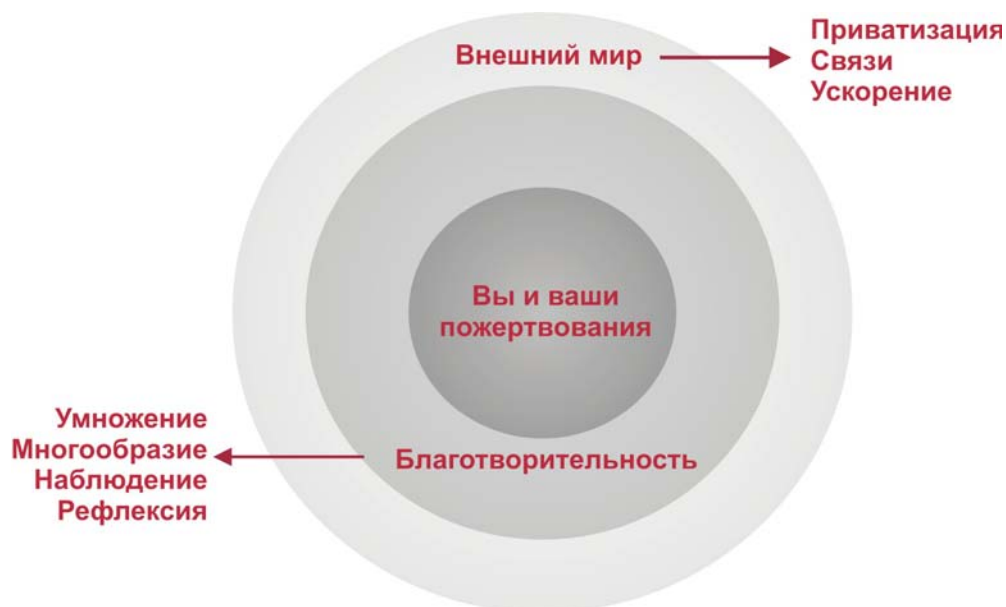 Внешний мир
Приватизация
Связи
Ускорение
Вы и ваши
пожертвования
Умножение
Многообразие
Наблюдение
Рефлексия
Благотворительность